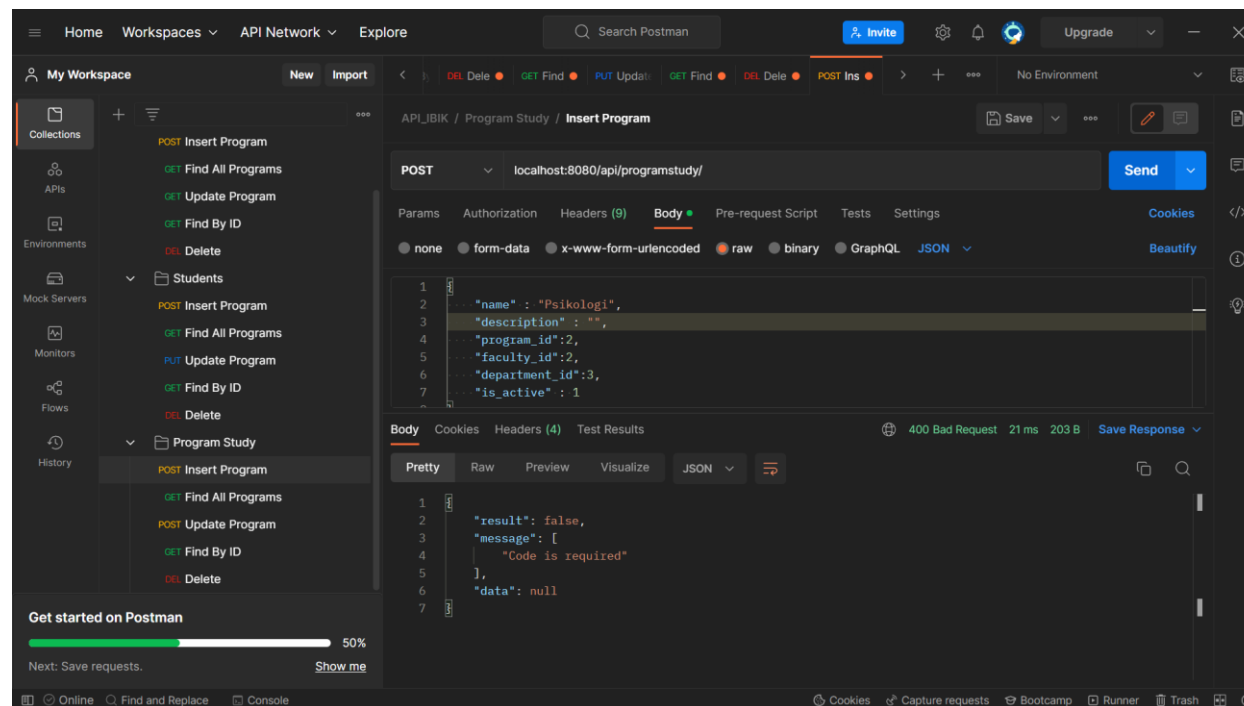 Home Workspaces API Network Explore Search Postman Invite Upgrade
My Workspace New Import
DEL Dele GET Find PUT Updat GET Find DEL Dele POST Ins No Environment
Collections
APIs
Environments
Mock Servers
Monitors
Flows
History
POST Insert Program
GET Find All Programs
GET Update Program
GET Find By ID
DEL Delete
Students
POST Insert Program
GET Find All Programs
PUT Update Program
GET Find By ID
DEL Delete
Program Study
POST Insert Program
GET Find All Programs
POST Update Program
GET Find By ID
DEL Delete
Get started on Postman
50%
Next: Save requests. Show me
API_IBIK / Program Study / Insert Program Save
POST localhost:8080/api/programstudy/ Send
Params Authorization Headers (9) Body Pre-request Script Tests Settings Cookies
none form-data x-www-form-urlencoded raw binary GraphQL JSON Beautify
1 {
2 "name" : "Psikologi",
3 "description" : "",
4 "program_id":2,
5 "faculty_id":2,
6 "department_id":3,
7 "is_active" : 1
Body Cookies Headers (4) Test Results 400 Bad Request 21 ms 203 B Save Response
Pretty Raw Preview Visualize JSON
1 {
2 "result": false,
3 "message": [
4 "Code is required"
5 ],
6 "data": null
7 }
Online Find and Replace Console Cookies Capture requests Bootcamp Runner Trash